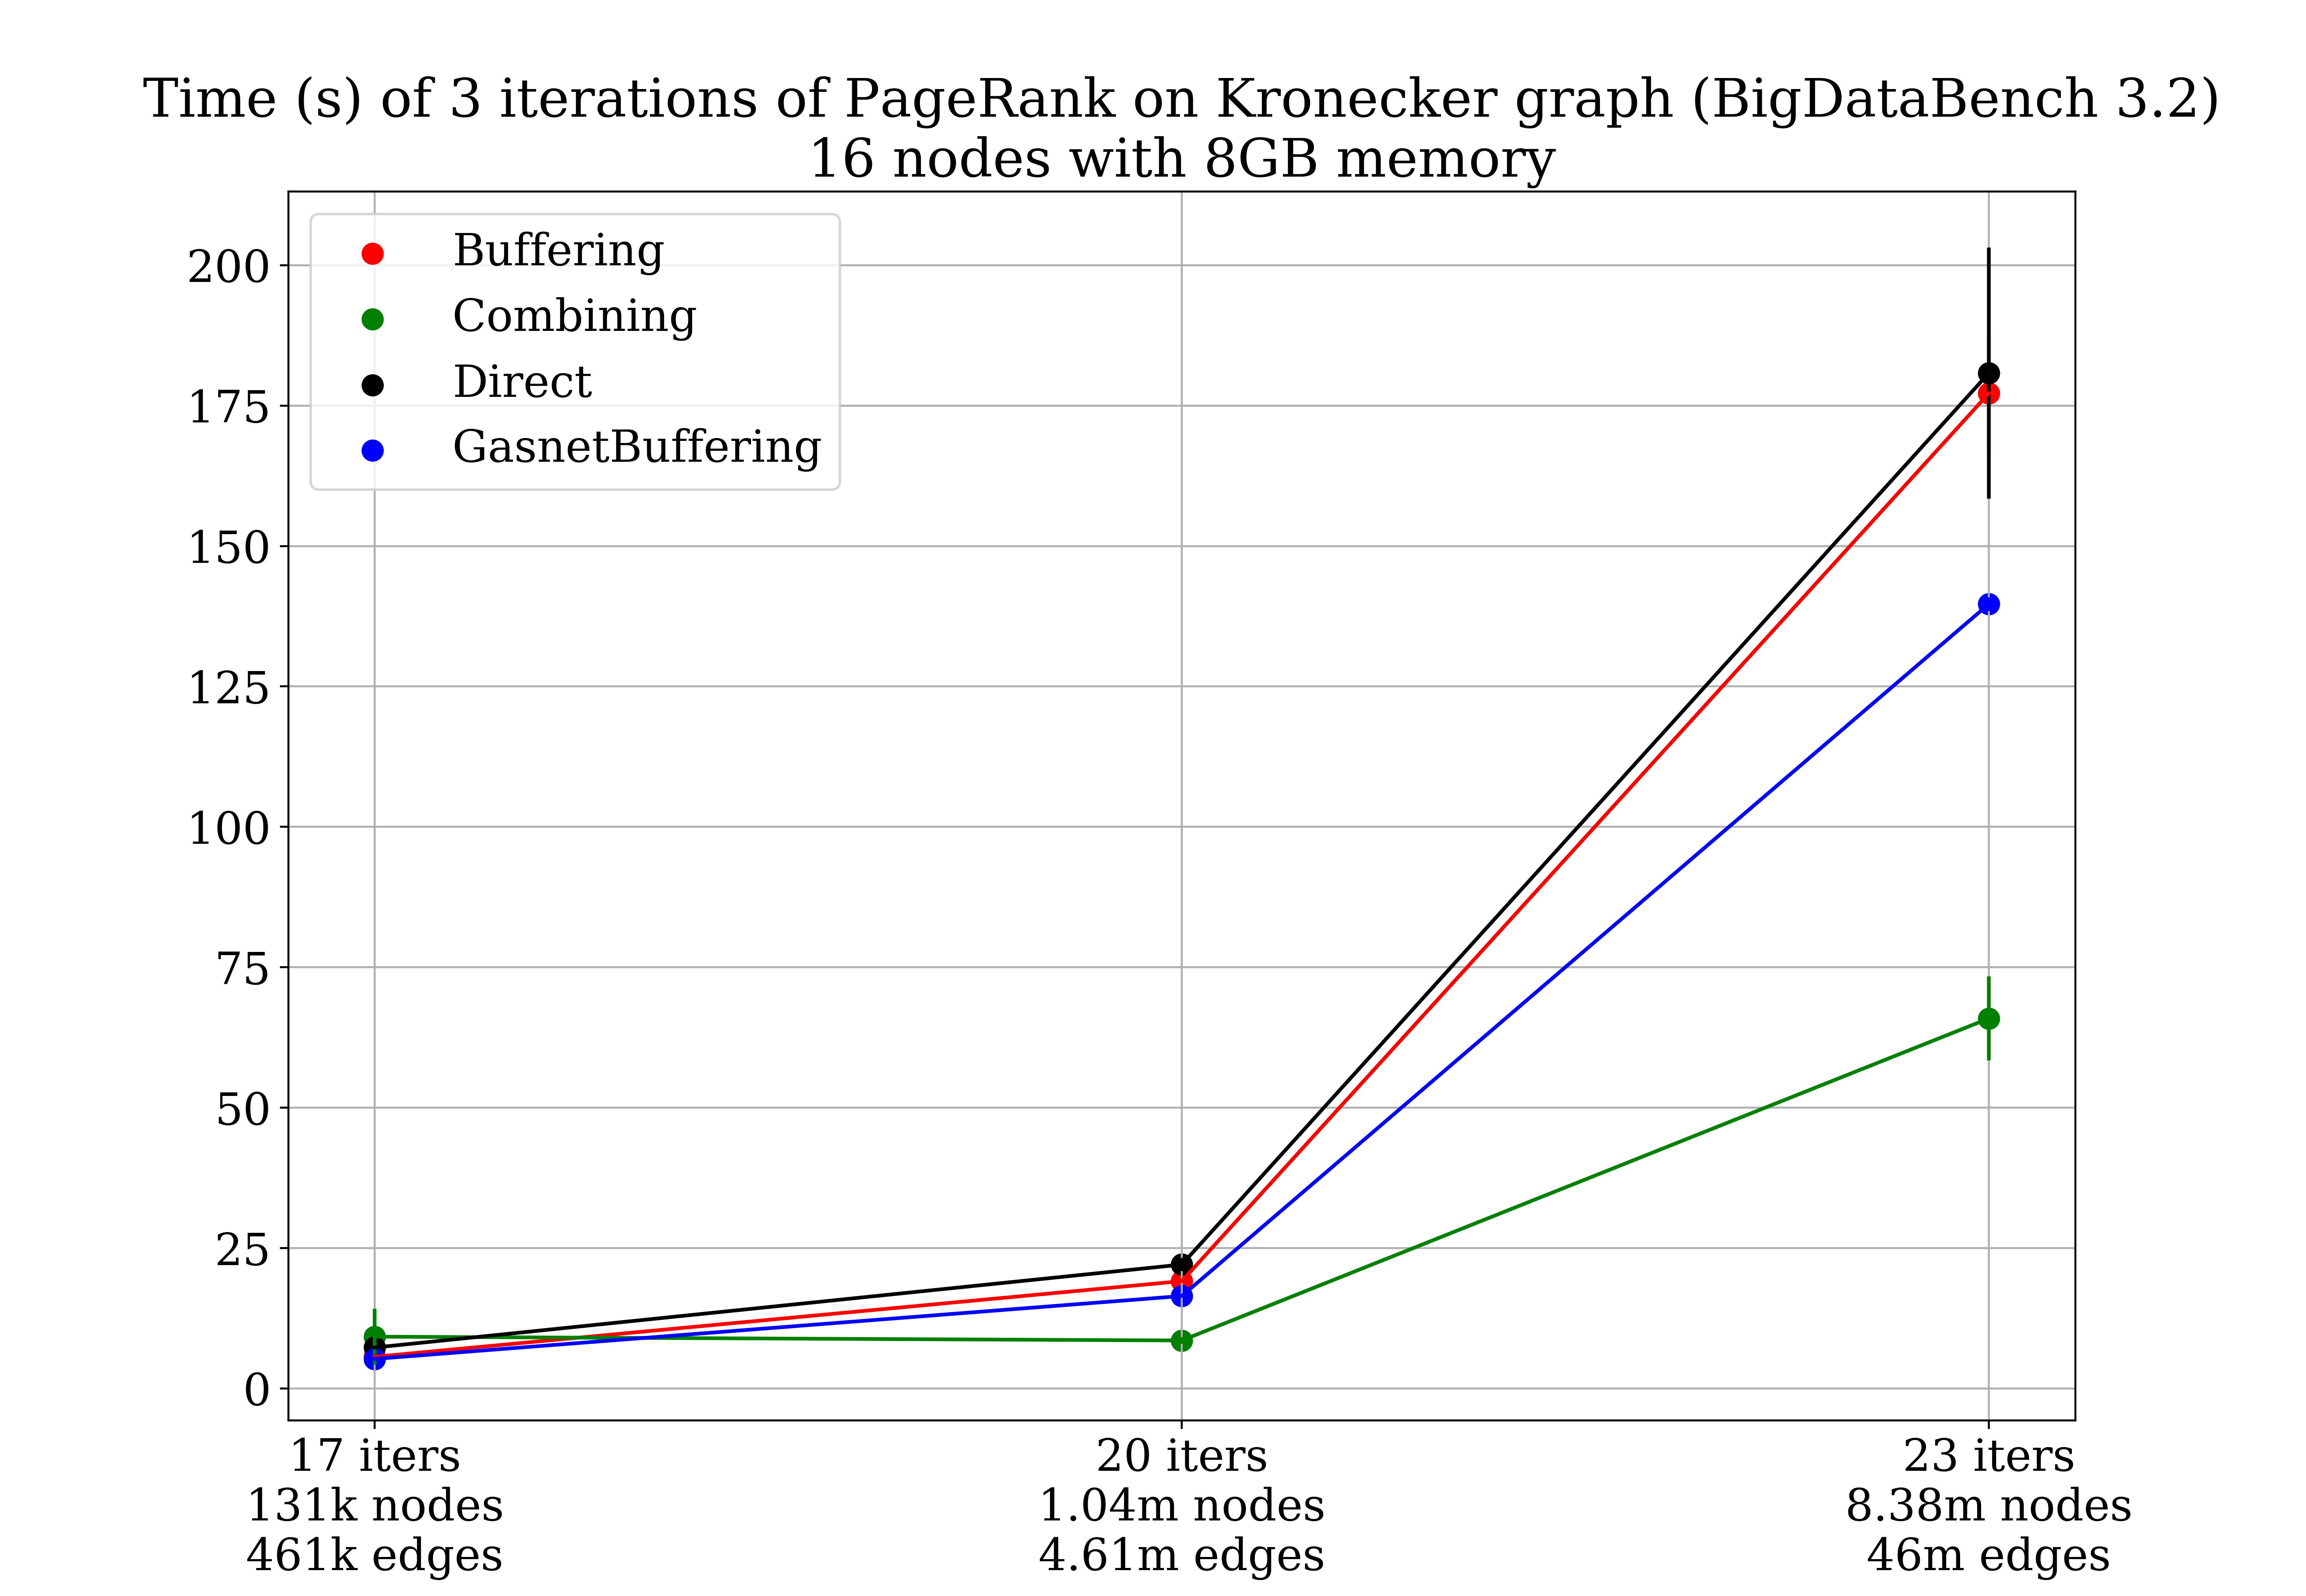 Time (s) of 3 iterations of PageRank on Kronecker graph (BigDataBench 3.2)
16 nodes with 8GB memory
Buffering
Combining
Direct
GasnetBuffering
200
175
150
125
100
75
50
25
0
17 iters
131k nodes
461k edges
20 iters
1.04m nodes
4.61m edges
23 iters
8.38m nodes
46m edges